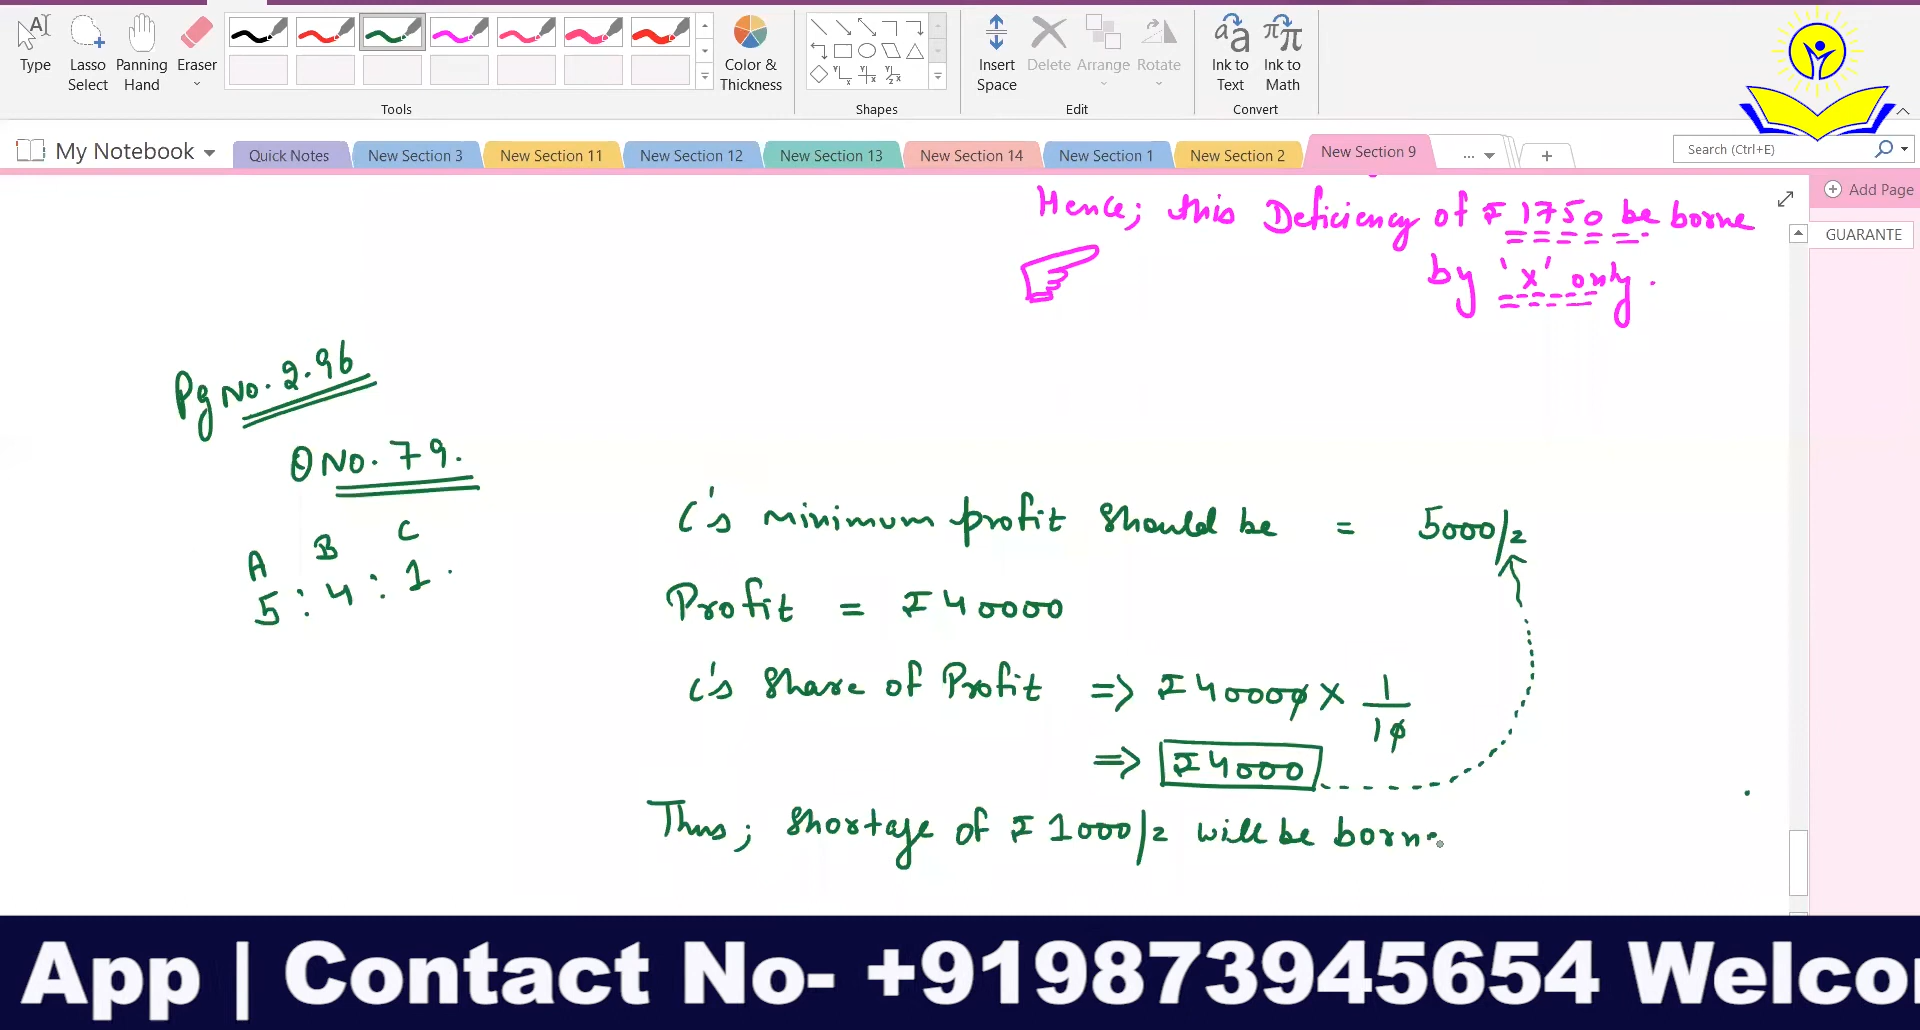 Type
Lasso Select
Panning Hand
Eraser
Color & Thickness
Insert Space
Delete
Arrange
Rotate
Ink to Text
Ink to Math
Tools
Shapes
Edit
Convert
My Notebook
Quick Notes
New Section 3
New Section 11
New Section 12
New Section 13
New Section 14
New Section 1
New Section 2
New Section 9
...
Search (Ctrl+E)
Add Page
GUARANTE
Hence; this Deficiency of ₹1750 be borne
by 'x' only.
Pg No. 2.96
Q No. 79.
A B C
5 : 4 : 1.
C's minimum profit should be = 5000/-
Profit = ₹40000
C's share of Profit => ₹40000 × 1/10
=> ₹4000
Thus; shortage of ₹1000/- will be born
App | Contact No- +919873945654 Welco